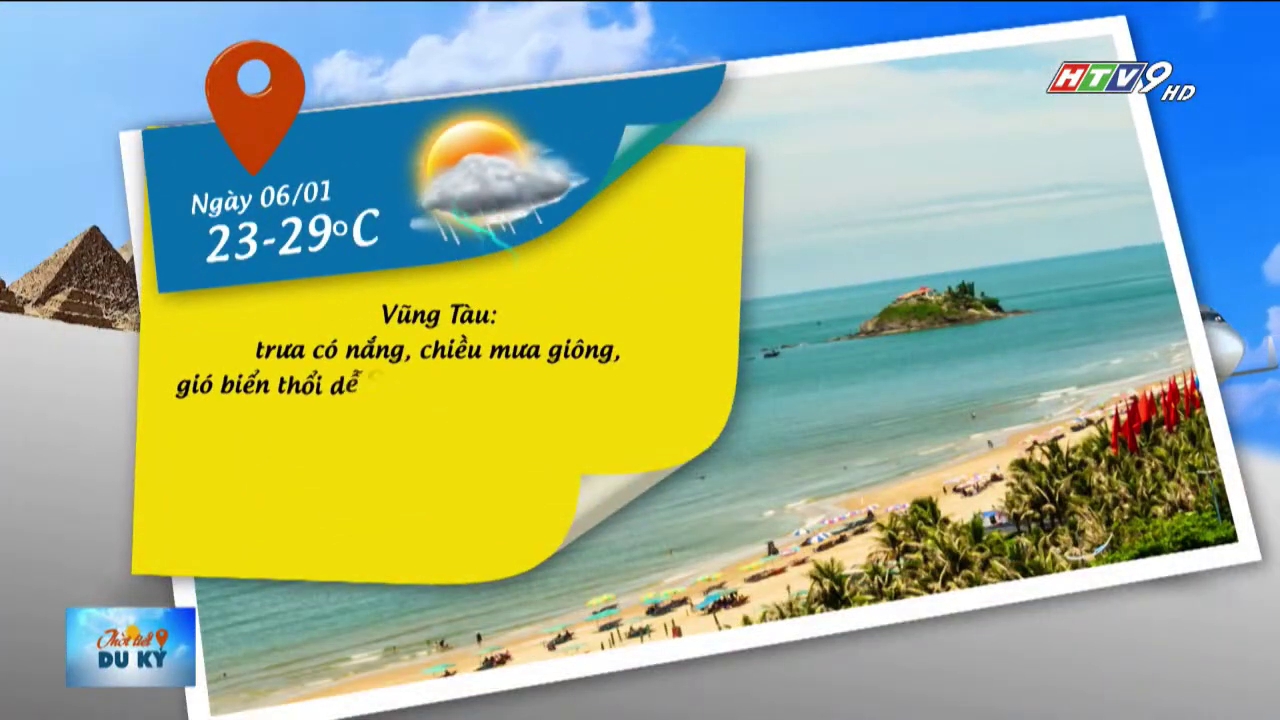 HTV9 HD
Ngày 06/01
23-29°C
Vũng Tàu:
trưa có nắng, chiều mưa giông,
gió biển thổi dễ
Thời tiết
DU KÝ